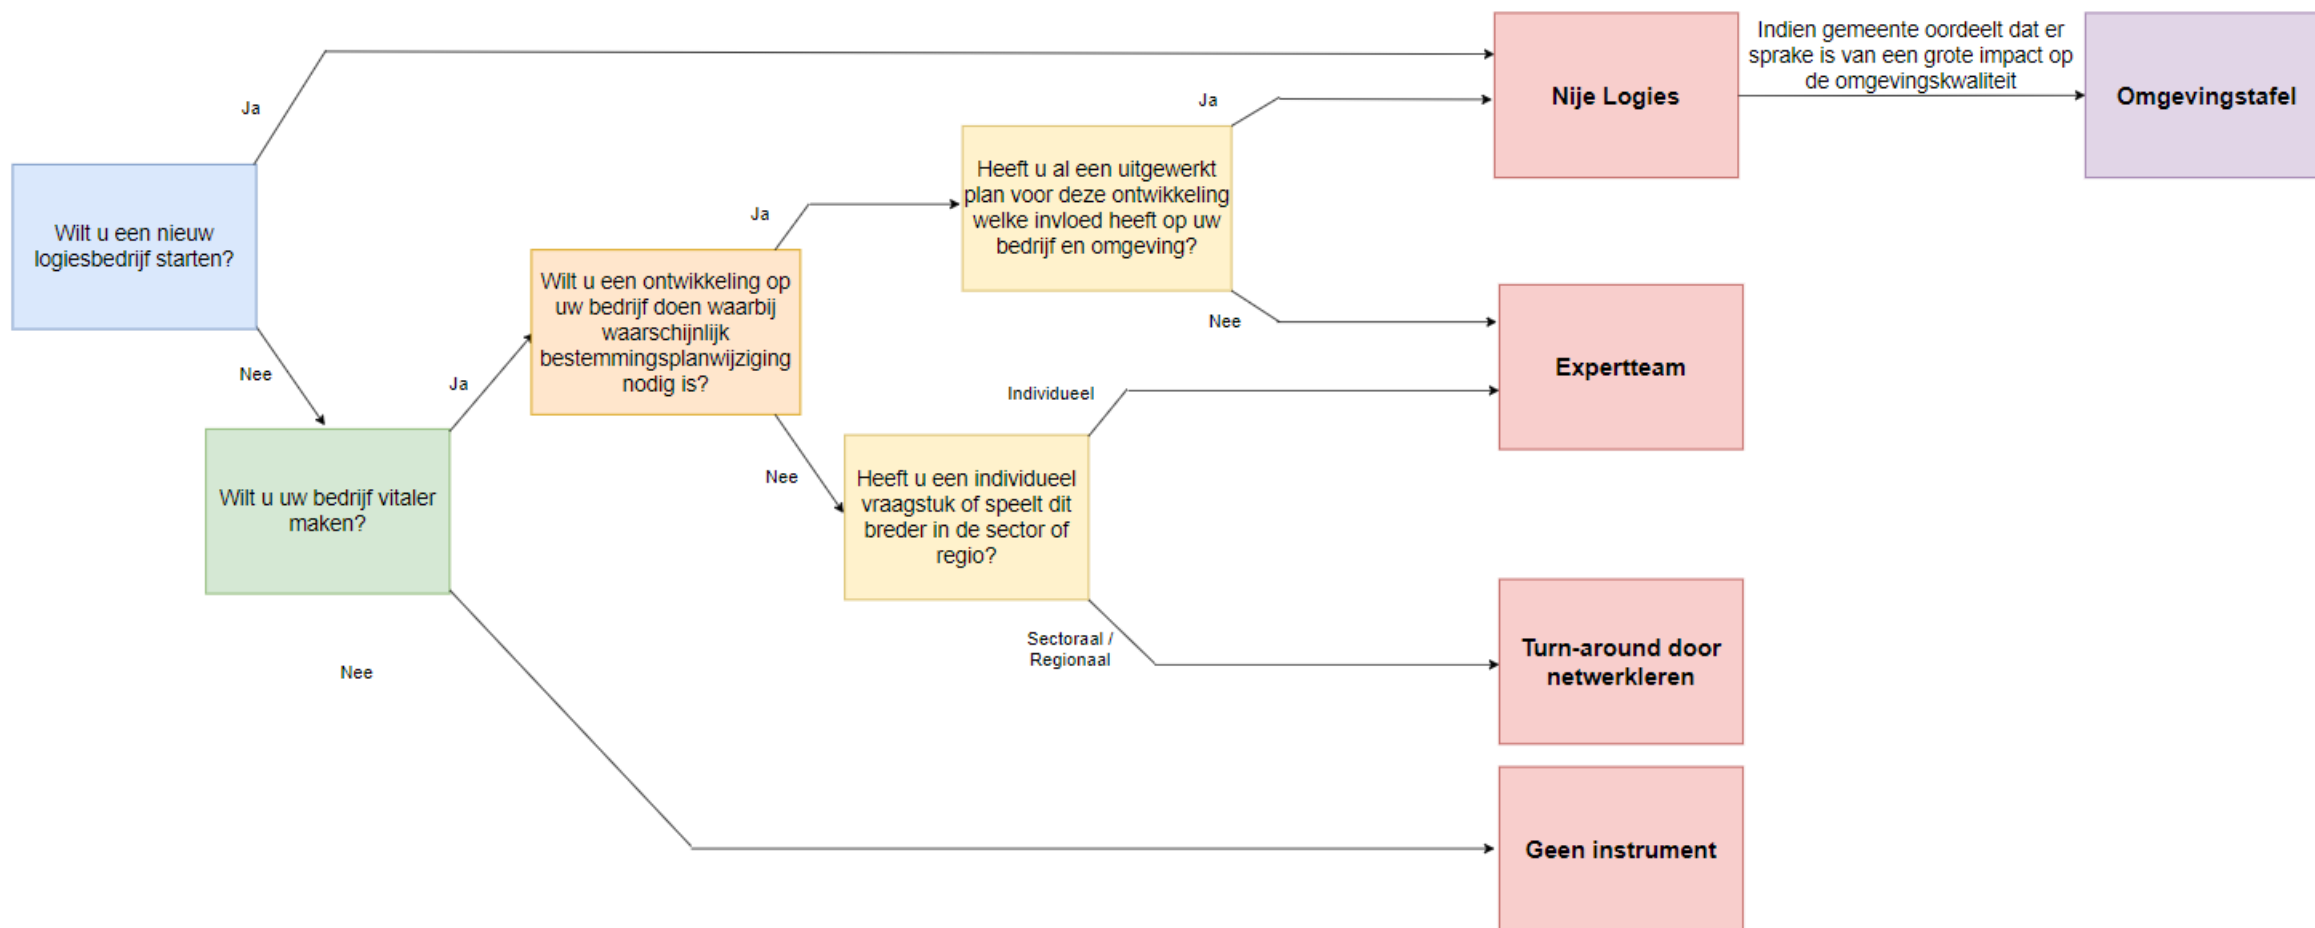 Wilt u een nieuw
logiesbedrijf starten?
Ja
Nee
Wilt u uw bedrijf vitaler
maken?
Ja
Nee
Wilt u een ontwikkeling op
uw bedrijf doen waarbij
waarschijnlijk
bestemmingsplanwijziging
nodig is?
Ja
Nee
Heeft u al een uitgewerkt
plan voor deze ontwikkeling
welke invloed heeft op uw
bedrijf en omgeving?
Ja
Nee
Heeft u een individueel
vraagstuk of speelt dit
breder in de sector of
regio?
Individueel
Sectoraal /
Regionaal
Nije Logies
Indien gemeente oordeelt dat er
sprake is van een grote impact op
de omgevingskwaliteit
Omgevingstafel
Expertteam
Turn-around door
netwerkleren
Geen instrument